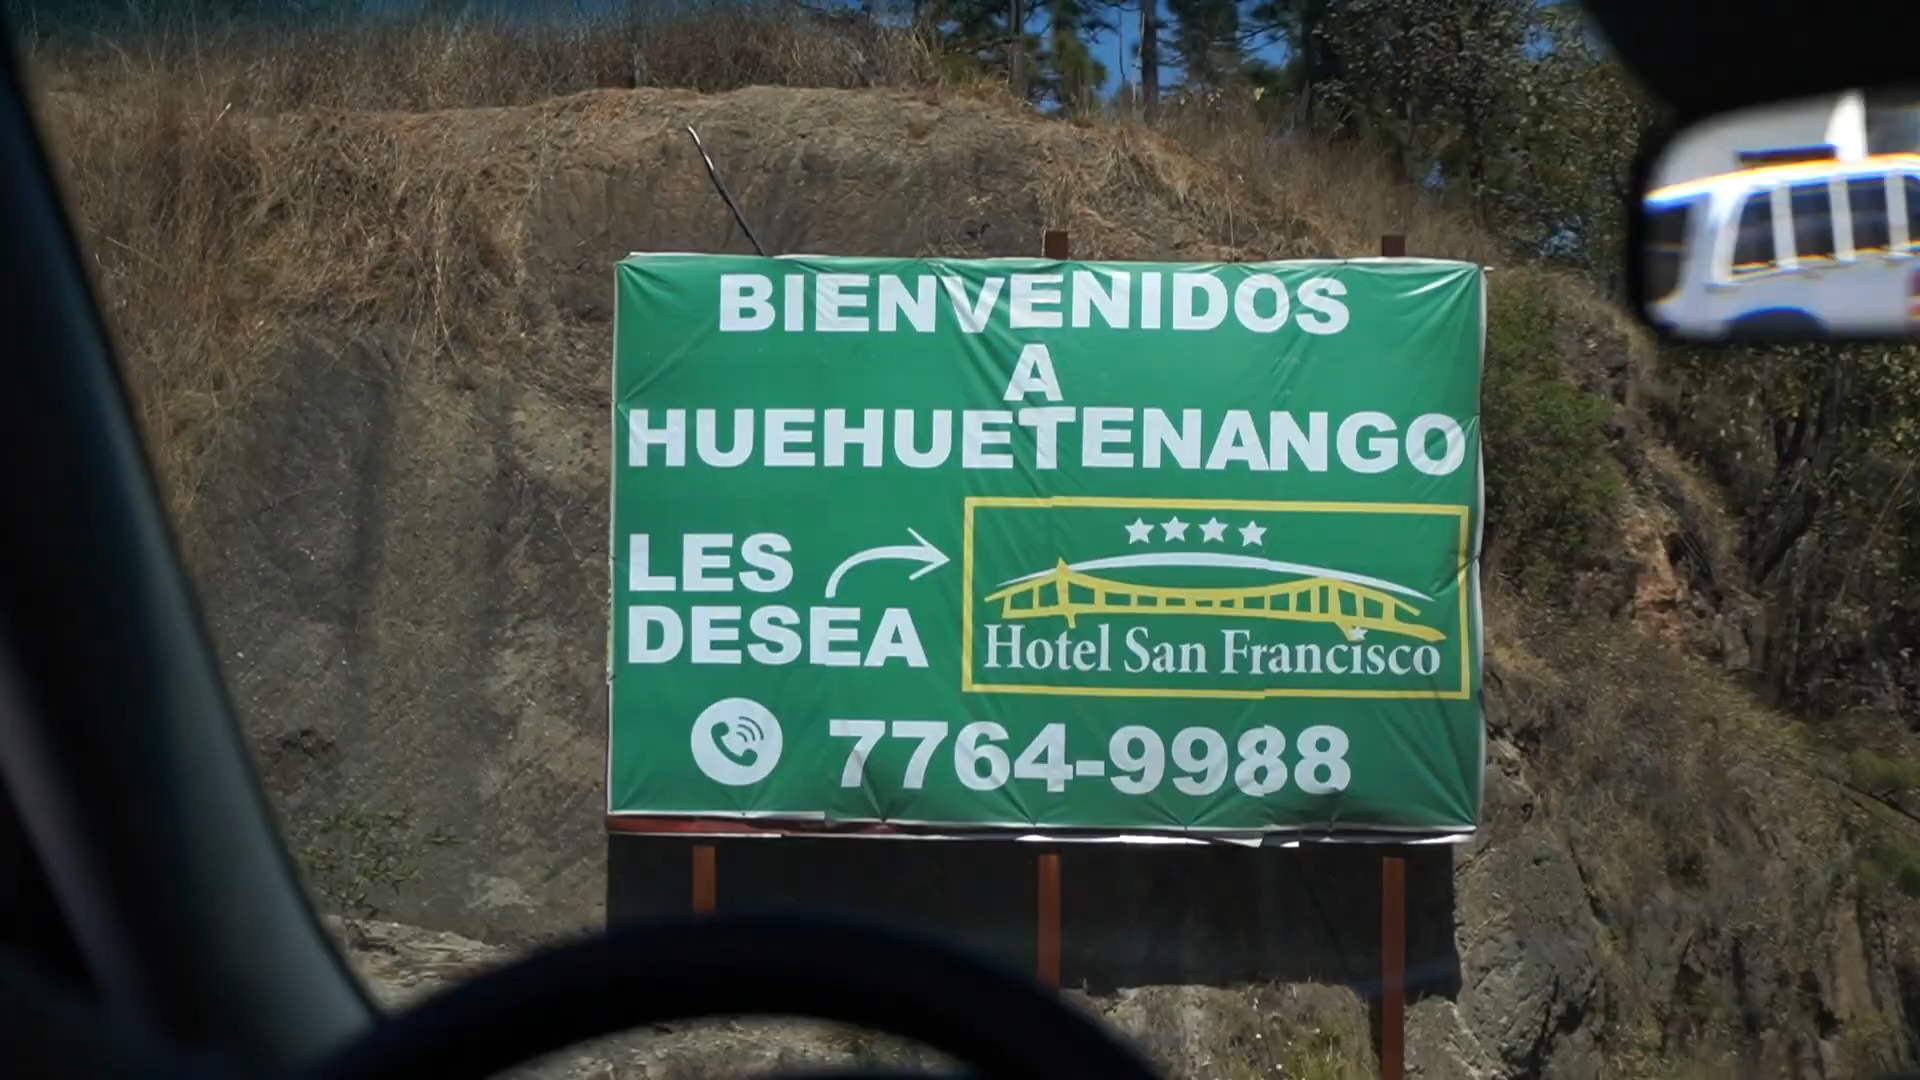 BIENVENIDOS
A
HUEHUETENANGO
LES
DESEA
Hotel San Francisco
7764-9988